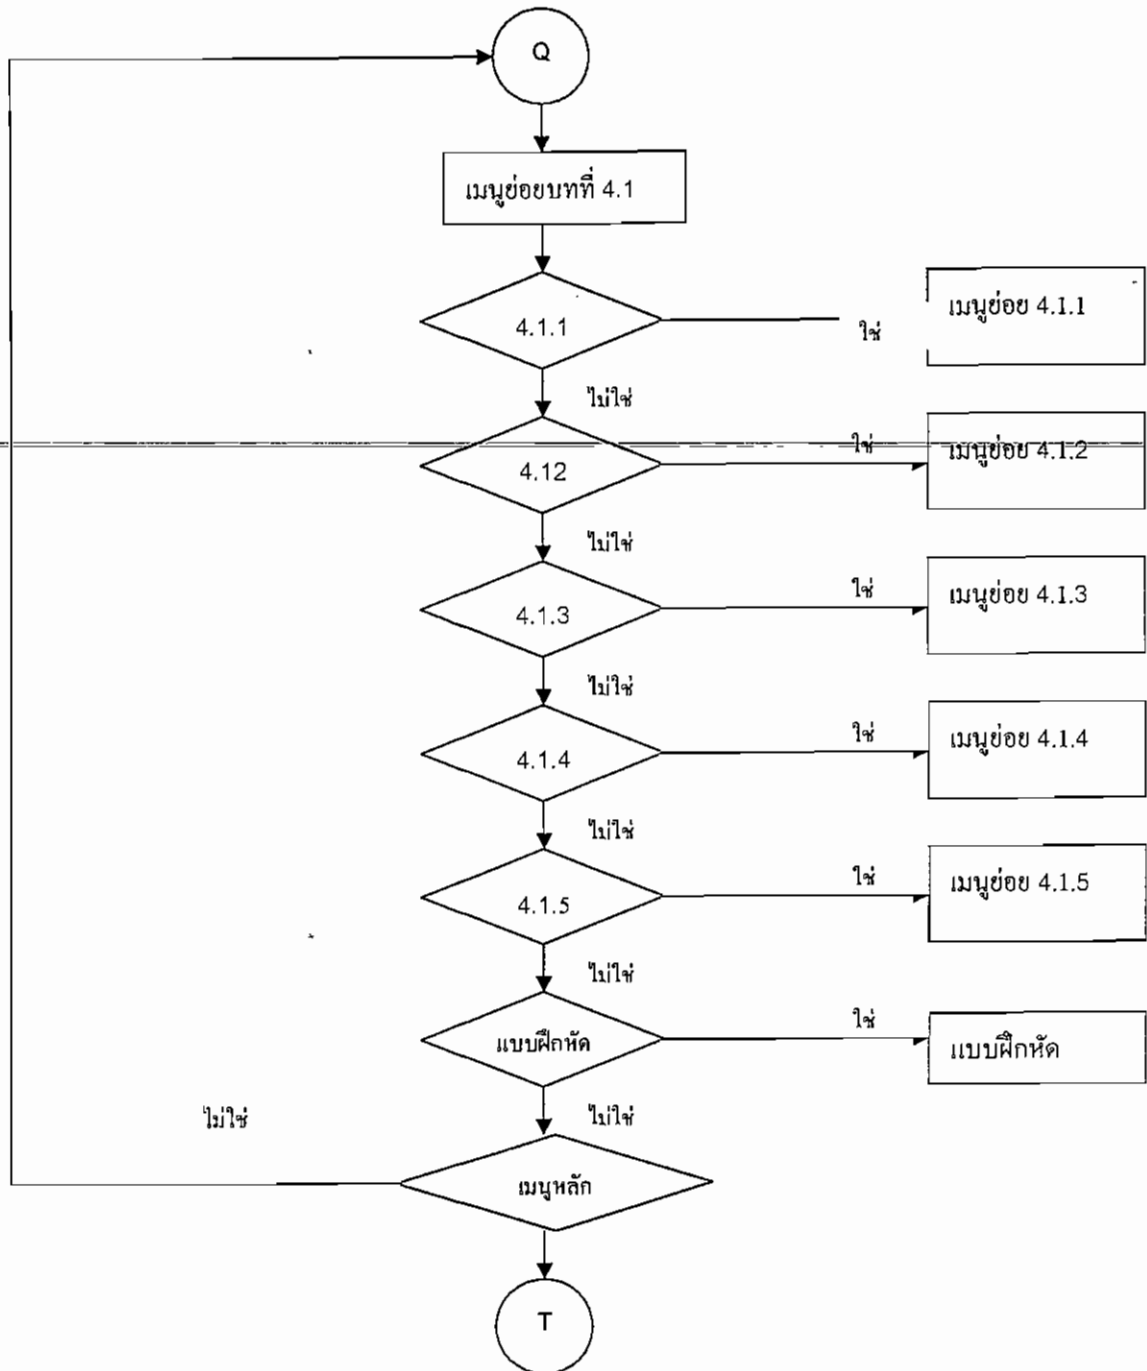 Q
เมนูย่อยบทที่ 4.1
4.1.1
ใช่
เมนูย่อย 4.1.1
ไม่ใช่
4.12
ใช่
เมนูย่อย 4.1.2
ไม่ใช่
4.1.3
ใช่
เมนูย่อย 4.1.3
ไม่ใช่
4.1.4
ใช่
เมนูย่อย 4.1.4
ไม่ใช่
4.1.5
ใช่
เมนูย่อย 4.1.5
ไม่ใช่
แบบฝึกหัด
ใช่
แบบฝึกหัด
ไม่ใช่
ไม่ใช่
เมนูหลัก
T